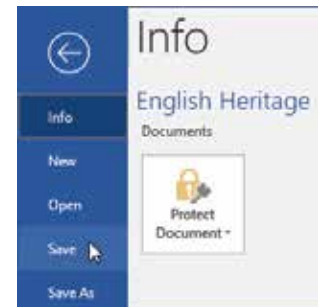 Info
English Heritage
Documents
Info
New
Open
Save
Save As
Protect
Document